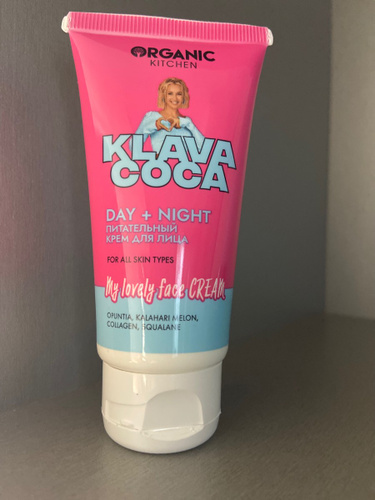 ORGANIC
KITCHEN
KLAVA
COCA
DAY + NIGHT
ПИТАТЕЛЬНЫЙ
КРЕМ ДЛЯ ЛИЦА
FOR ALL SKIN TYPES
My lovely face CREAM
OPUNTIA, KALAHARI MELON,
COLLAGEN, SQUALANE